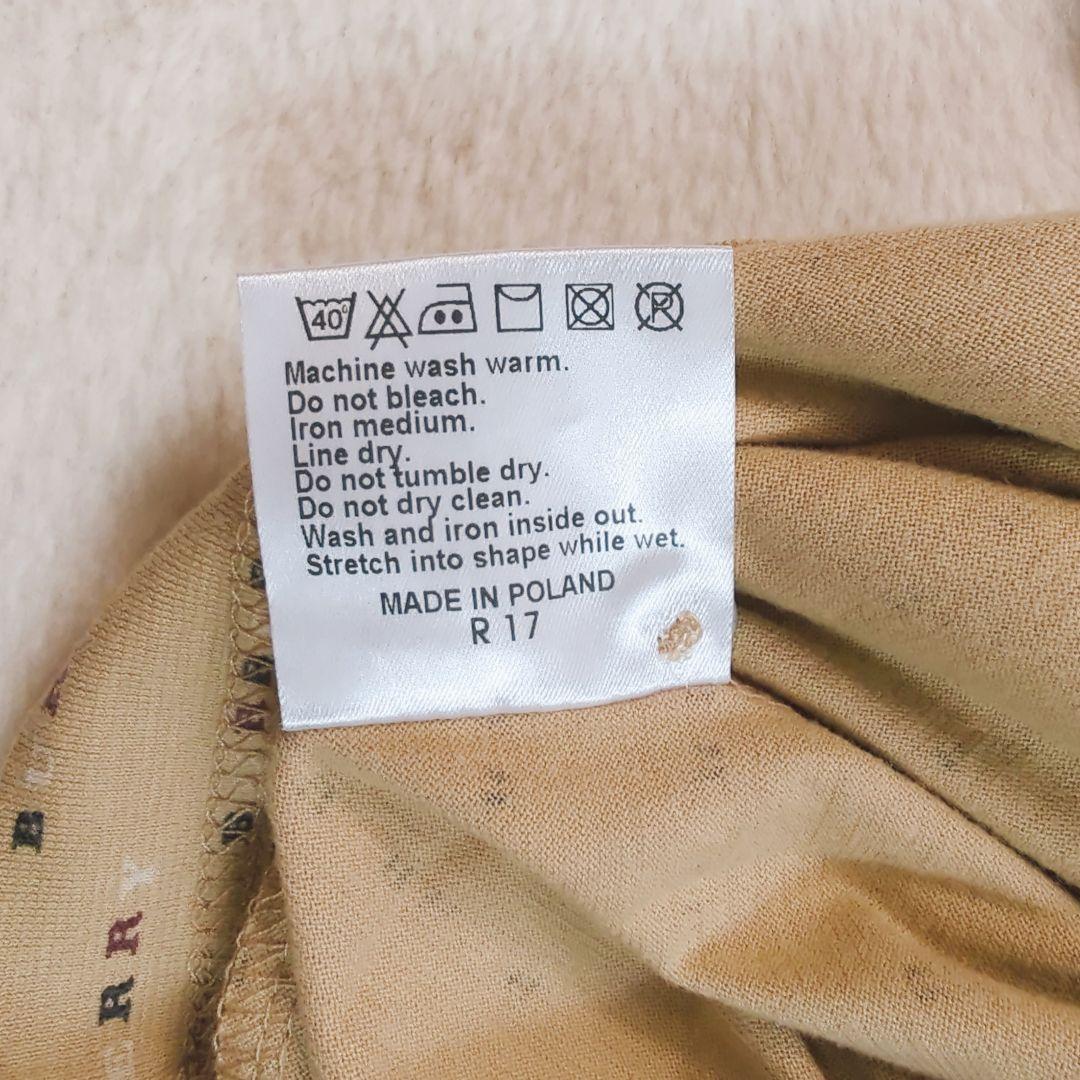 40°
R
Machine wash warm.
Do not bleach.
Iron medium.
Line dry.
Do not tumble dry.
Do not dry clean.
Wash and iron inside out.
Stretch into shape while wet.
MADE IN POLAND
R 17
B
Y
R
R